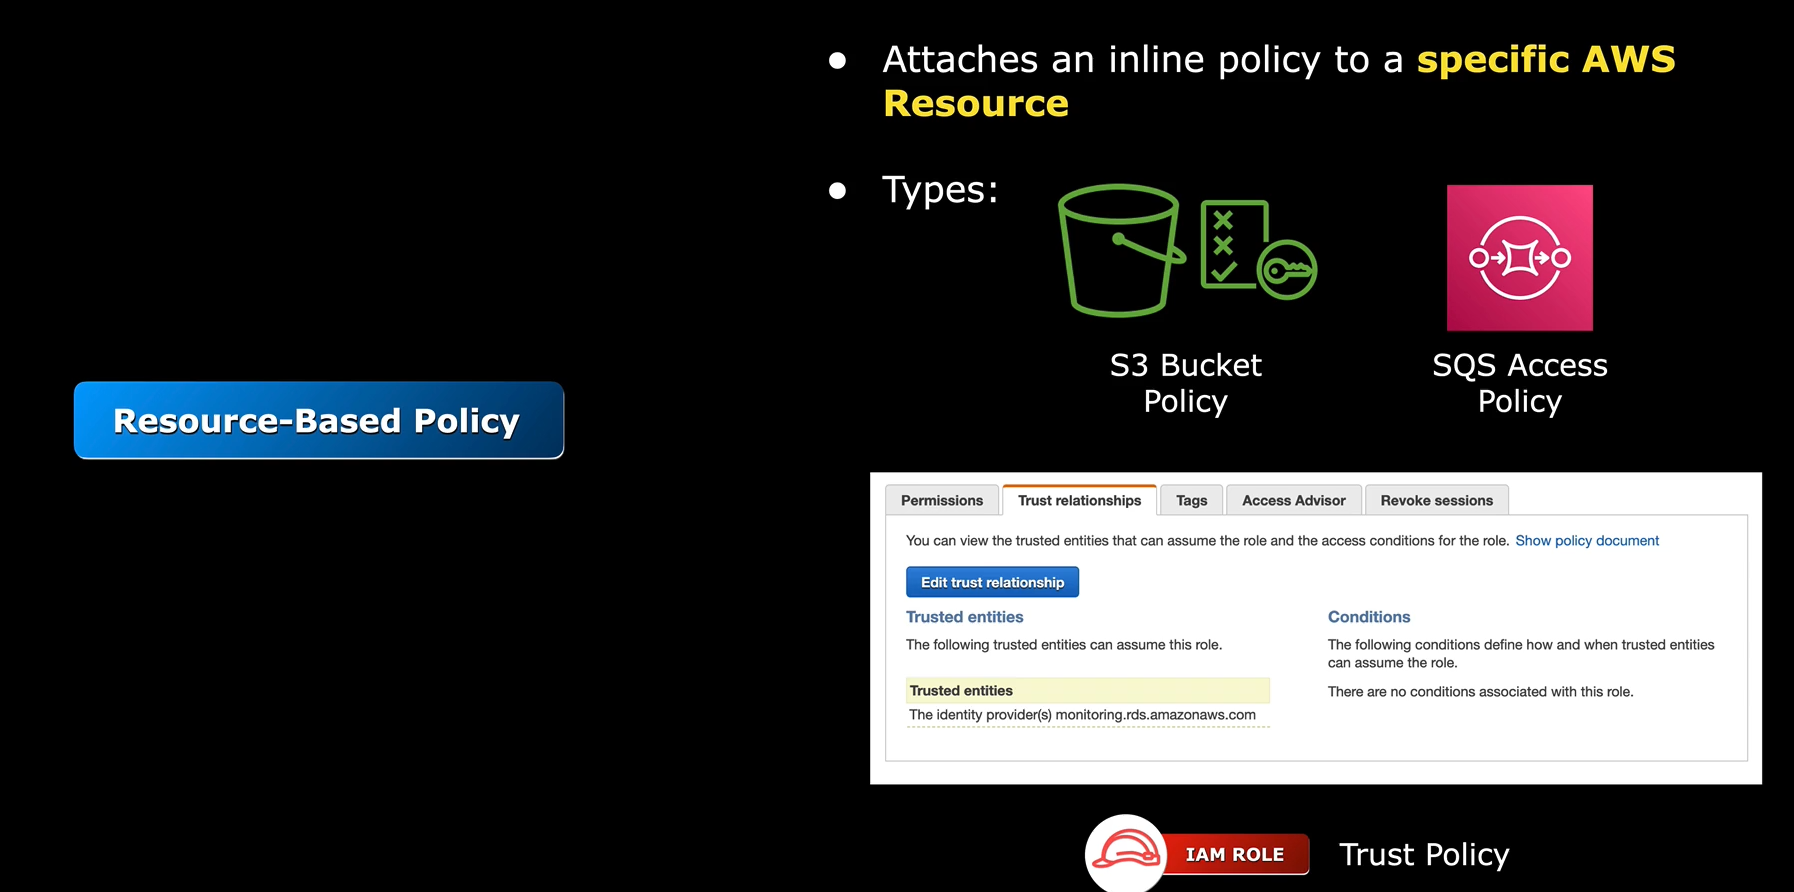 Attaches an inline policy to a specific AWS
Resource
Types:
S3 Bucket
Policy
SQS Access
Policy
Resource-Based Policy
Permissions
Trust relationships
Tags
Access Advisor
Revoke sessions
You can view the trusted entities that can assume the role and the access conditions for the role. Show policy document
Edit trust relationship
Trusted entities
The following trusted entities can assume this role.
Trusted entities
The identity provider(s) monitoring.rds.amazonaws.com
Conditions
The following conditions define how and when trusted entities
can assume the role.
There are no conditions associated with this role.
IAM ROLE
Trust Policy